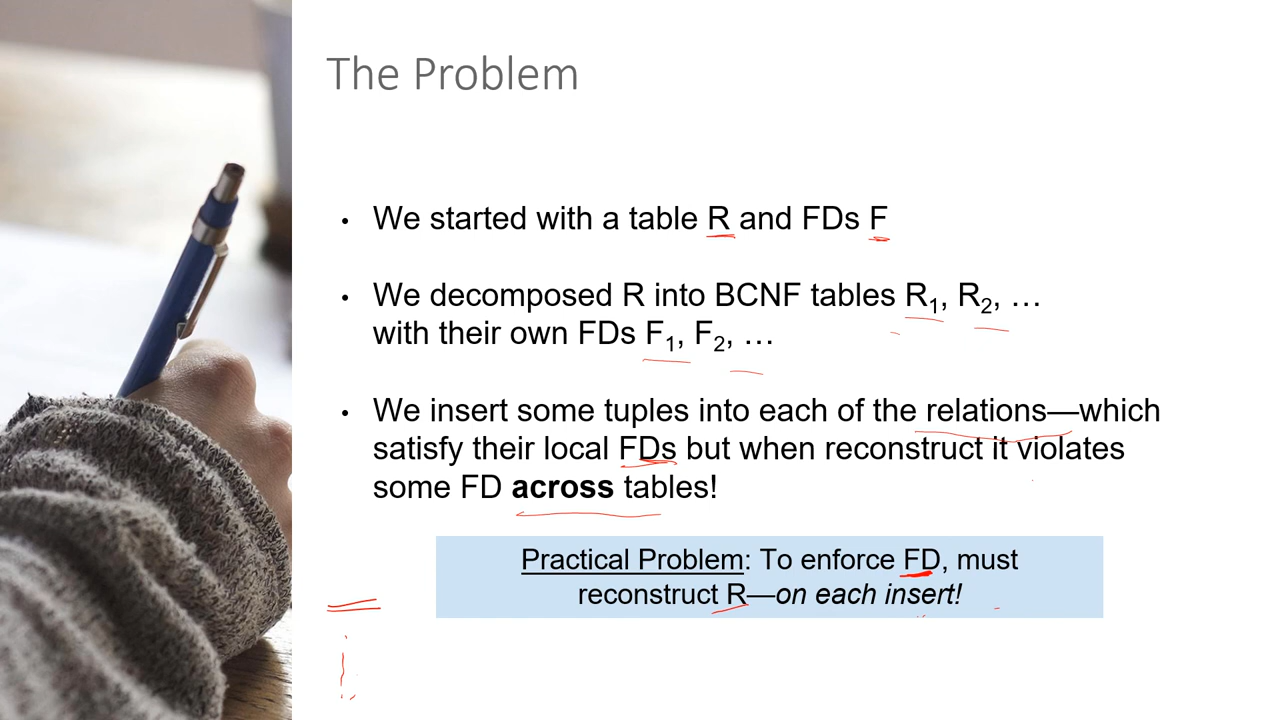 The Problem
• We started with a table R and FDs F
• We decomposed R into BCNF tables R₁, R₂, …
with their own FDs F₁, F₂, …
• We insert some tuples into each of the relations—which
satisfy their local FDs but when reconstruct it violates
some FD across tables!
Practical Problem: To enforce FD, must
reconstruct R—on each insert!